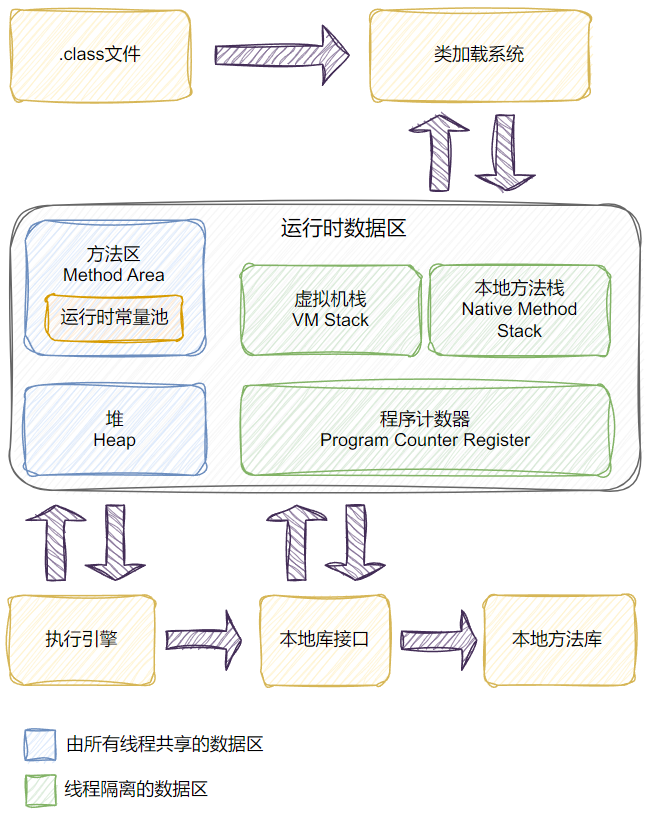 .class文件
类加载系统
运行时数据区
方法区
Method Area
运行时常量池
虚拟机栈
VM Stack
本地方法栈
Native Method
Stack
堆
Heap
程序计数器
Program Counter Register
执行引擎
本地库接口
本地方法库
由所有线程共享的数据区
线程隔离的数据区